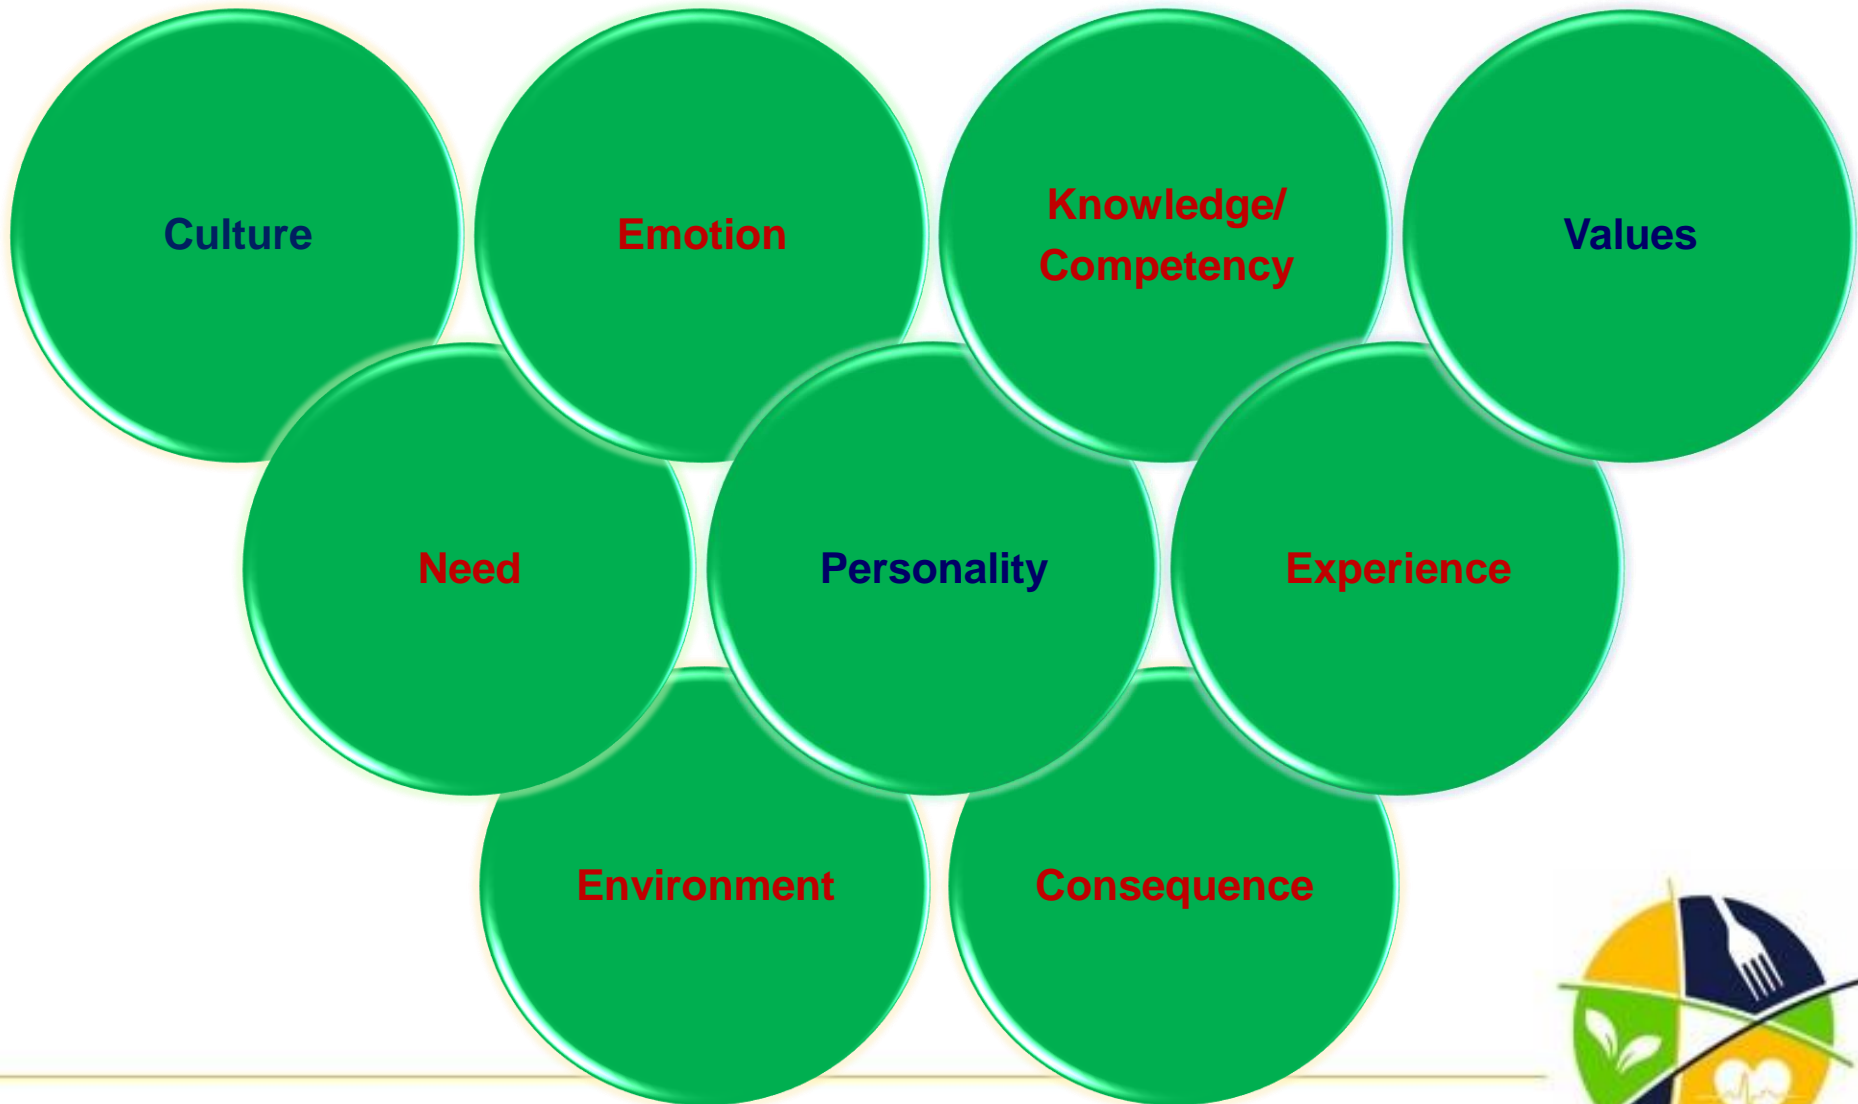 Culture
Emotion
Knowledge/
Competency
Values
Need
Personality
Experience
Environment
Consequence